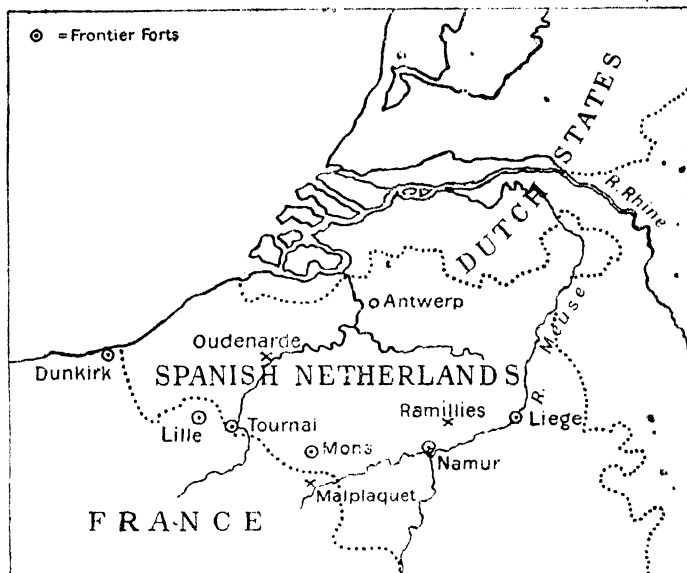 ⊙ = Frontier Forts
DUTCH STATES
R. Rhine
R. Meuse
Antwerp
Oudenarde
Dunkirk
SPANISH NETHERLANDS
Ramillies
Liege
Lille
Tournai
Mons
Namur
Malplaquet
FRANCE